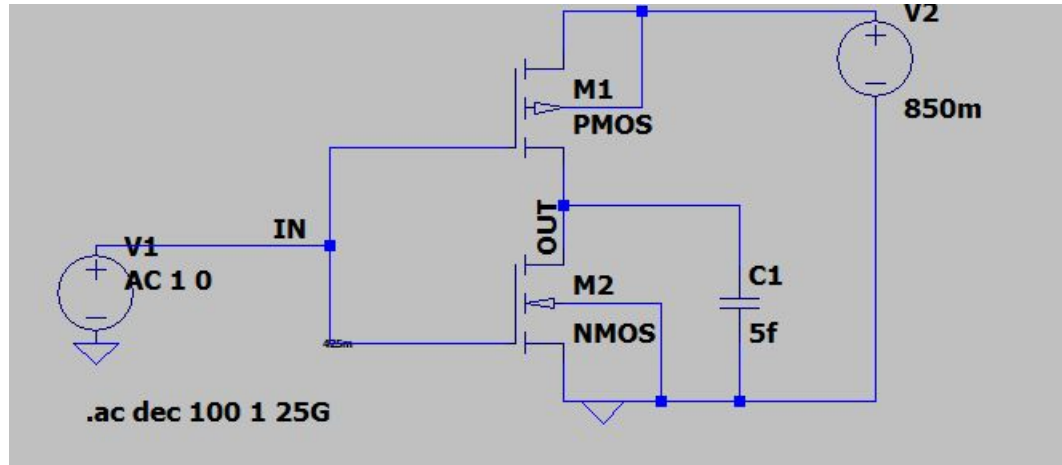 V2
M1
PMOS
850m
IN
OUT
V1
AC 1 0
M2
NMOS
C1
5f
425m
.ac dec 100 1 25G